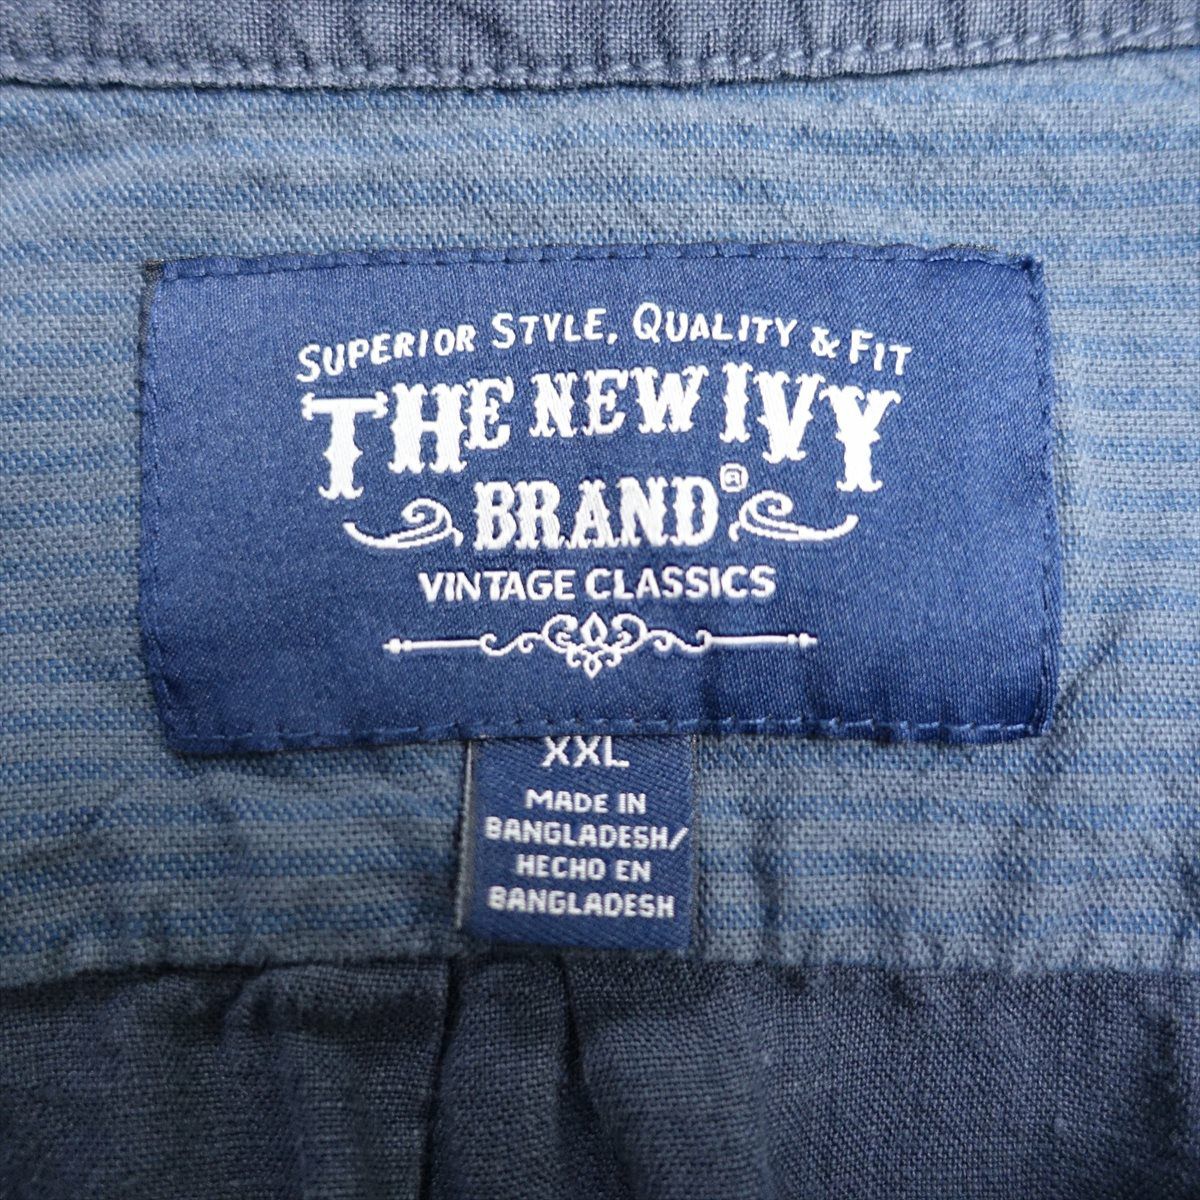 SUPERIOR STYLE, QUALITY & FIT
THE NEW IVY
BRAND®
VINTAGE CLASSICS
XXL
MADE IN
BANGLADESH/
HECHO EN
BANGLADESH